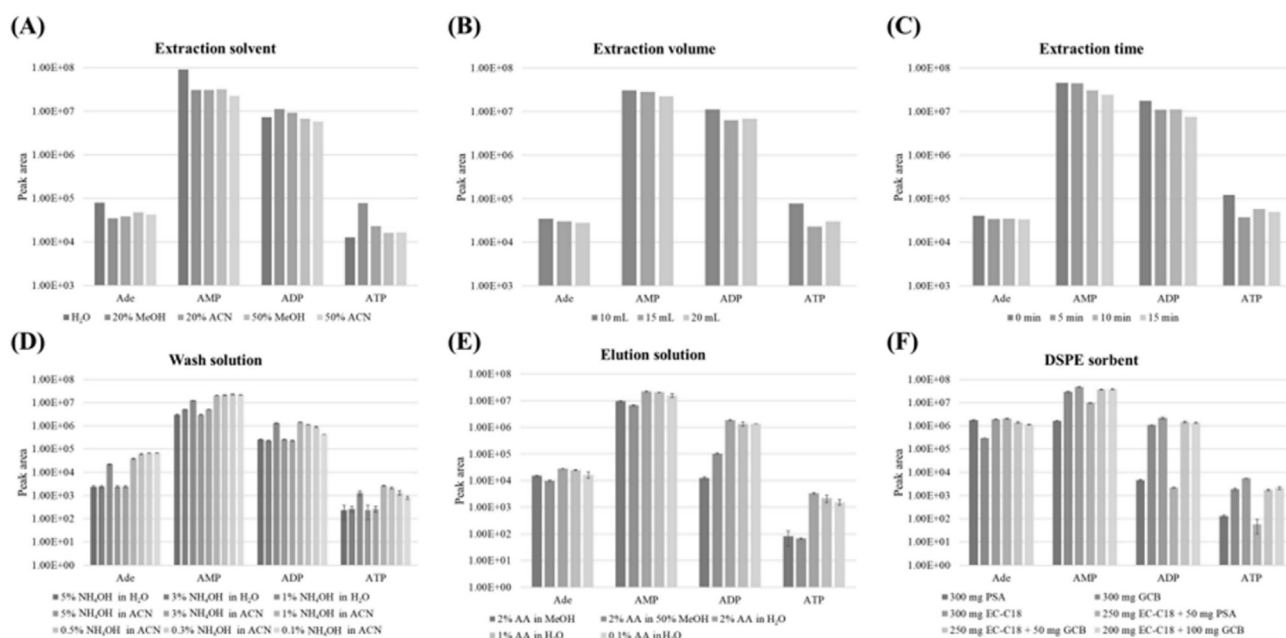 (A)
Extraction solvent
Peak area
1.00E+08
1.00E+07
1.00E+06
1.00E+05
1.00E+04
1.00E+03
Ade AMP ADP ATP
H₂O 20% MeOH 20% ACN 50% MeOH 50% ACN
(B)
Extraction volume
Peak area
1.00E+08
1.00E+07
1.00E+06
1.00E+05
1.00E+04
1.00E+03
Ade AMP ADP ATP
10 mL 15 mL 20 mL
(C)
Extraction time
Peak area
1.00E+08
1.00E+07
1.00E+06
1.00E+05
1.00E+04
1.00E+03
Ade AMP ADP ATP
0 min 5 min 10 min 15 min
(D)
Wash solution
Peak area
1.00E+08
1.00E+07
1.00E+06
1.00E+05
1.00E+04
1.00E+03
1.00E+02
1.00E+01
1.00E+00
Ade AMP ADP ATP
5% NH₄OH in H₂O 3% NH₄OH in H₂O 1% NH₄OH in H₂O
5% NH₄OH in ACN 3% NH₄OH in ACN 1% NH₄OH in ACN
0.5% NH₄OH in ACN 0.3% NH₄OH in ACN 0.1% NH₄OH in ACN
(E)
Elution solution
Peak area
1.00E+08
1.00E+07
1.00E+06
1.00E+05
1.00E+04
1.00E+03
1.00E+02
1.00E+01
1.00E+00
Ade AMP ADP ATP
2% AA in MeOH 2% AA in 50% MeOH 2% AA in H₂O
1% AA in H₂O 0.1% AA in H₂O
(F)
DSPE sorbent
Peak area
1.00E+08
1.00E+07
1.00E+06
1.00E+05
1.00E+04
1.00E+03
1.00E+02
1.00E+01
1.00E+00
Ade AMP ADP ATP
300 mg PSA 300 mg GCB
300 mg EC-C18 250 mg EC-C18 + 50 mg PSA
250 mg EC-C18 + 50 mg GCB 200 mg EC-C18 + 100 mg GCB